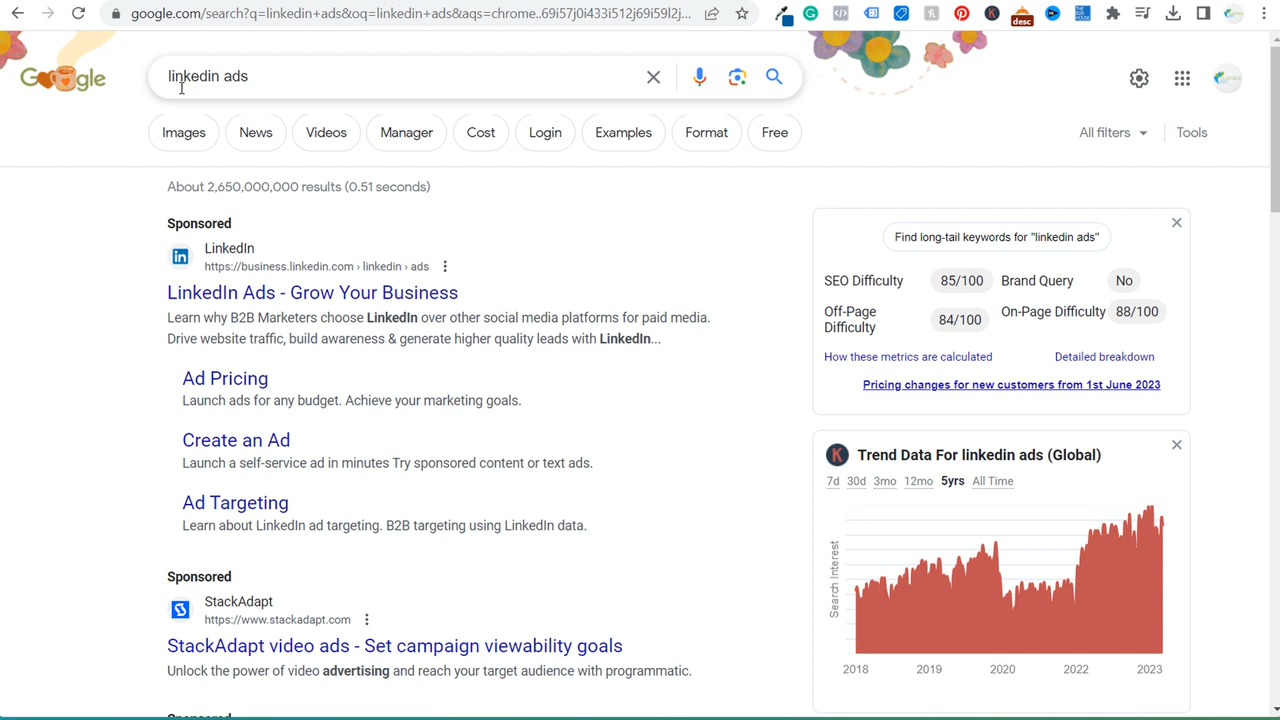 google.com/search?q=linkedin+ads&oq=linkedin+ads&aqs=chrome..69i57j0i433i512j69i59l2j...
desc
linkedin ads
Images News Videos Manager Cost Login Examples Format Free All filters Tools
About 2,650,000,000 results (0.51 seconds)
Sponsored
LinkedIn
https://business.linkedin.com › linkedin › ads
LinkedIn Ads - Grow Your Business
Learn why B2B Marketers choose LinkedIn over other social media platforms for paid media.
Drive website traffic, build awareness & generate higher quality leads with LinkedIn...
Ad Pricing
Launch ads for any budget. Achieve your marketing goals.
Create an Ad
Launch a self-service ad in minutes Try sponsored content or text ads.
Ad Targeting
Learn about LinkedIn ad targeting. B2B targeting using LinkedIn data.
Sponsored
StackAdapt
https://www.stackadapt.com
StackAdapt video ads - Set campaign viewability goals
Unlock the power of video advertising and reach your target audience with programmatic.
Find long-tail keywords for "linkedin ads"
SEO Difficulty 85/100 Brand Query No
Off-Page Difficulty 84/100 On-Page Difficulty 88/100
How these metrics are calculated Detailed breakdown
Pricing changes for new customers from 1st June 2023
K Trend Data For linkedin ads (Global)
7d 30d 3mo 12mo 5yrs All Time
Search Interest
2018 2019 2020 2022 2023